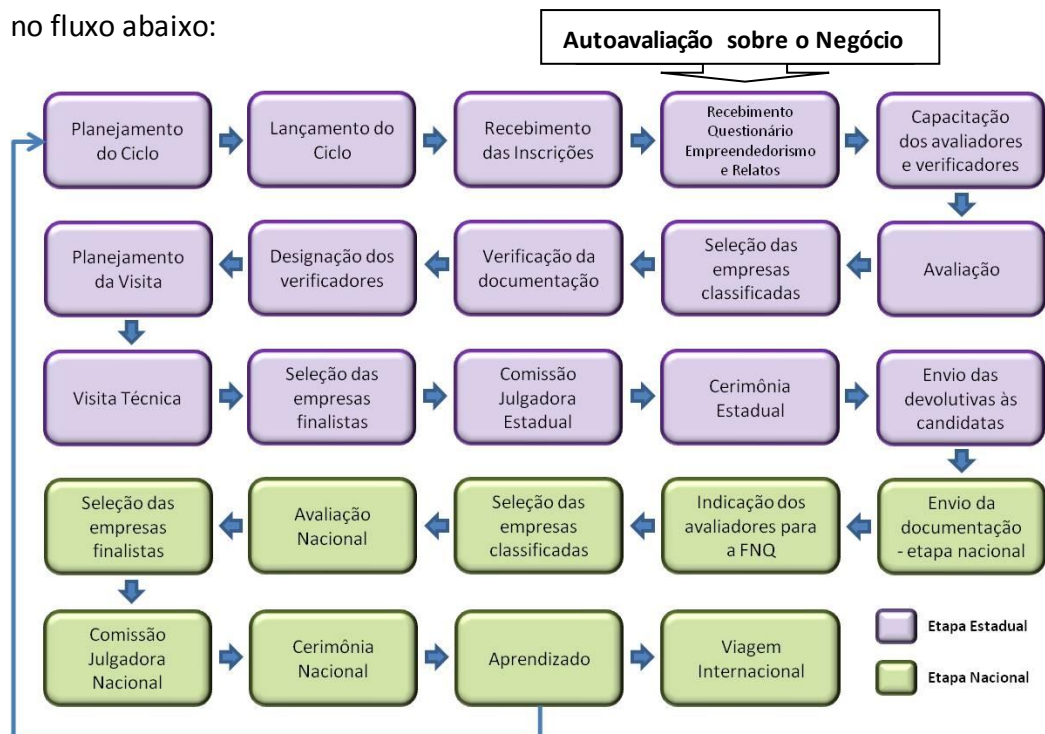 no fluxo abaixo:
Autoavaliação sobre o Negócio
Planejamento
do Ciclo
Lançamento do
Ciclo
Recebimento
das Inscrições
Recebimento
Questionário
Empreendedorismo
e Relatos
Capacitação
dos avaliadores
e verificadores
Avaliação
Seleção das
empresas
classificadas
Verificação da
documentação
Designação dos
verificadores
Planejamento
da Visita
Visita Técnica
Seleção das
empresas
finalistas
Comissão
Julgadora
Estadual
Cerimônia
Estadual
Envio das
devolutivas às
candidatas
Envio da
documentação
- etapa nacional
Indicação dos
avaliadores para
a FNQ
Seleção das
empresas
classificadas
Avaliação
Nacional
Seleção das
empresas
finalistas
Comissão
Julgadora
Nacional
Cerimônia
Nacional
Aprendizado
Viagem
Internacional
Etapa Estadual
Etapa Nacional